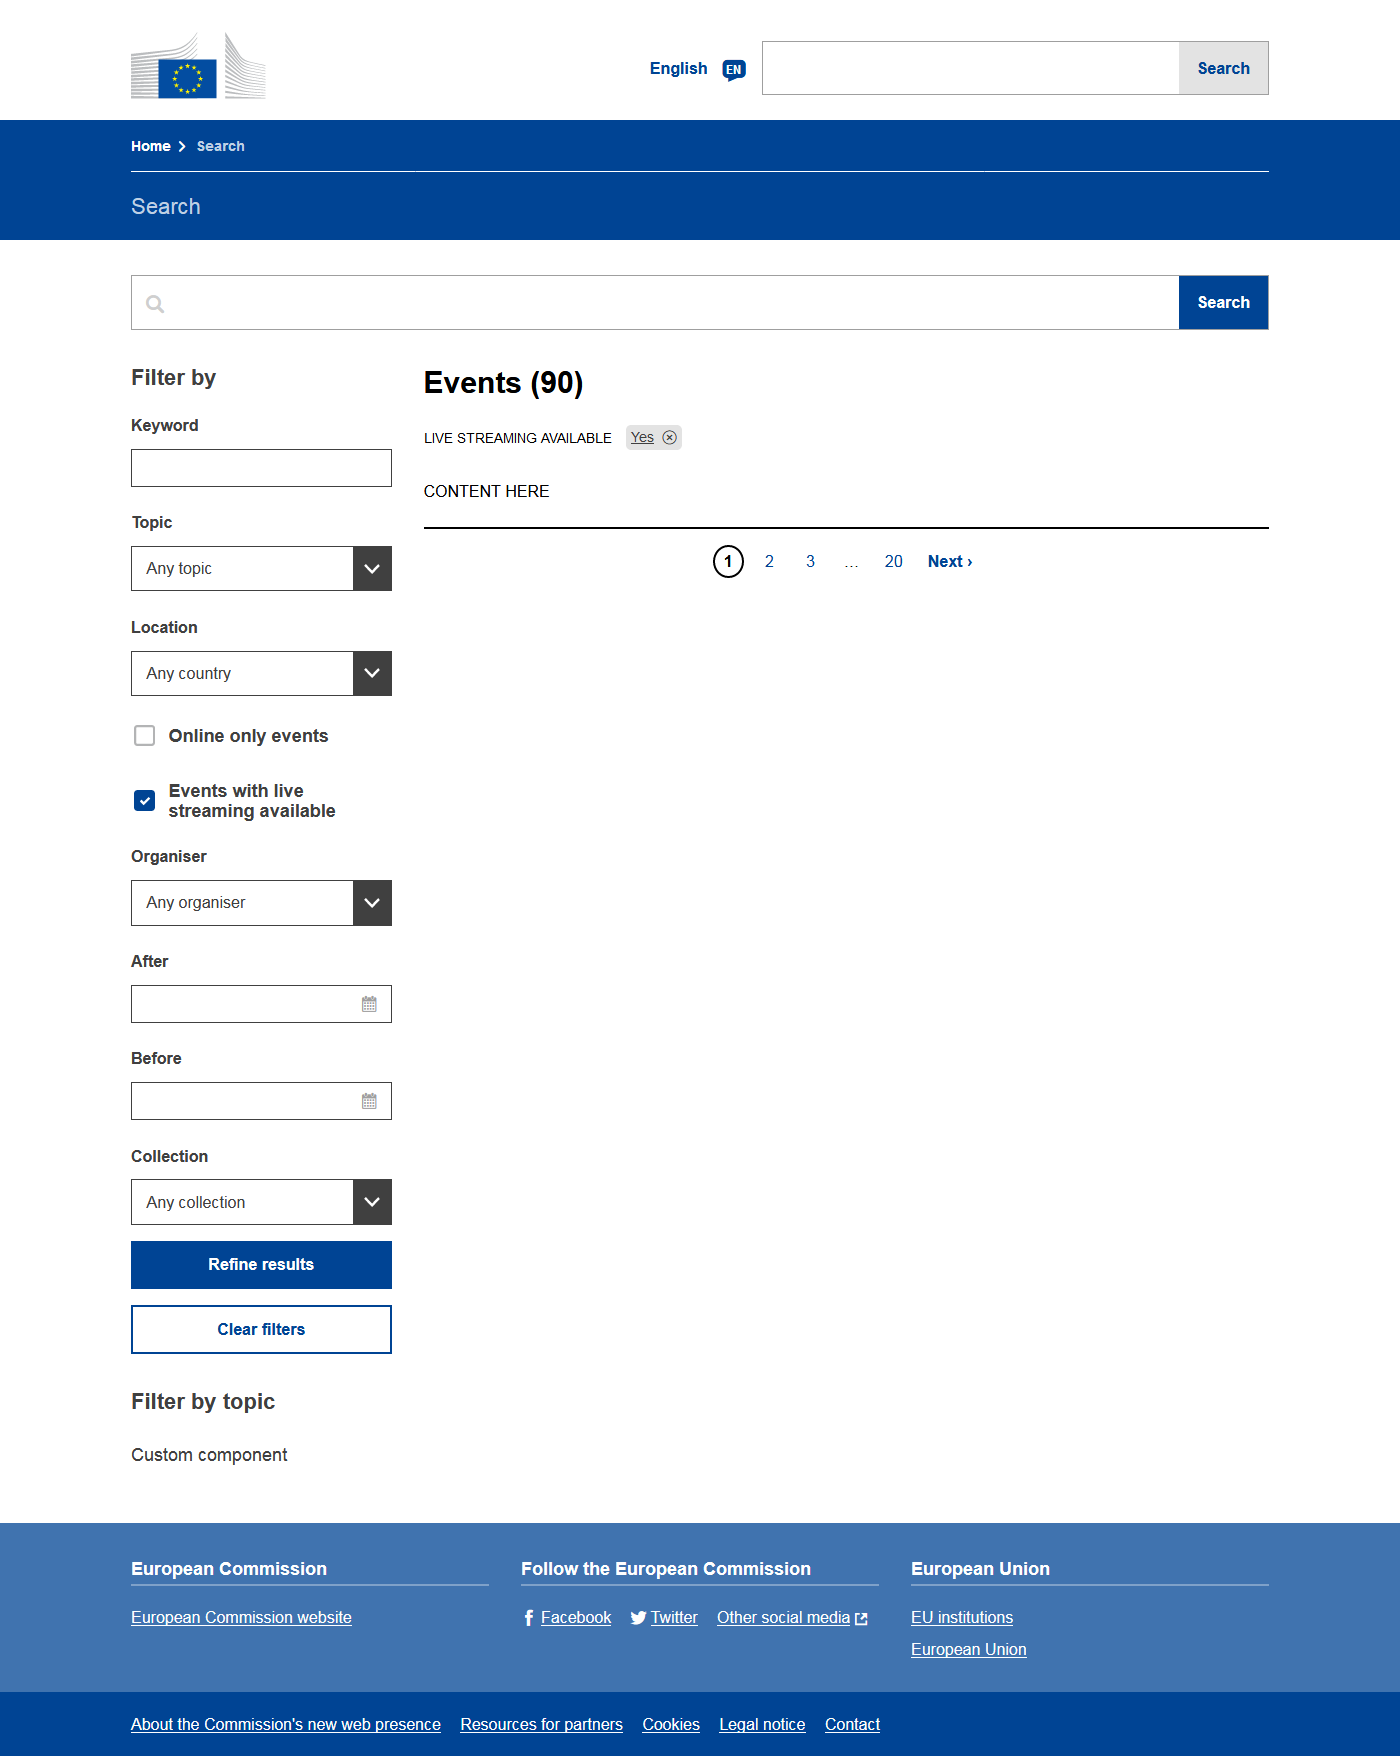 English EN Search
Home Search
Search
Search
Filter by
Keyword
Topic
Any topic
Location
Any country
Online only events
Events with live
streaming available
Organiser
Any organiser
After
Before
Collection
Any collection
Refine results
Clear filters
Filter by topic
Custom component
Events (90)
LIVE STREAMING AVAILABLE Yes
CONTENT HERE
1 2 3 … 20 Next ›
European Commission
European Commission website
Follow the European Commission
Facebook Twitter Other social media
European Union
EU institutions
European Union
About the Commission's new web presence Resources for partners Cookies Legal notice Contact